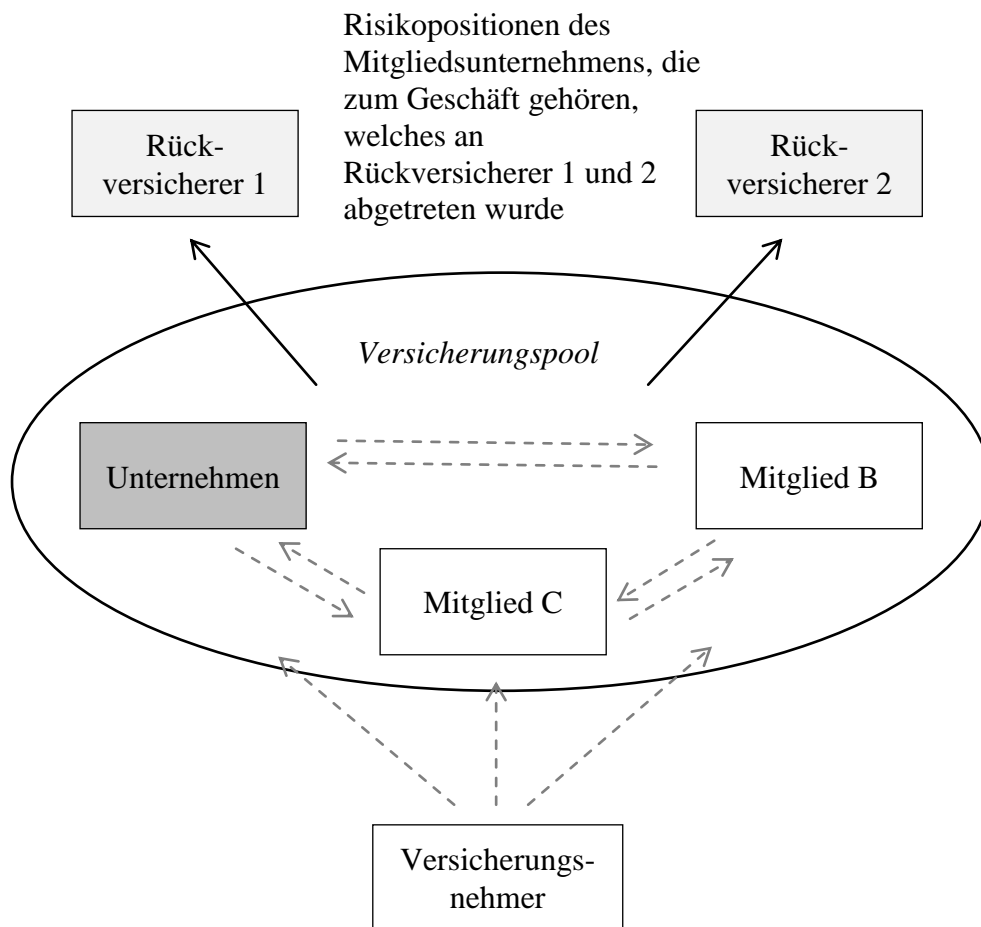 Risikopositionen des
Mitgliedsunternehmens, die
zum Geschäft gehören,
welches an
Rückversicherer 1 und 2
abgetreten wurde
Rück-
versicherer 1
Rück-
versicherer 2
Versicherungspool
Unternehmen
Mitglied B
Mitglied C
Versicherungs-
nehmer